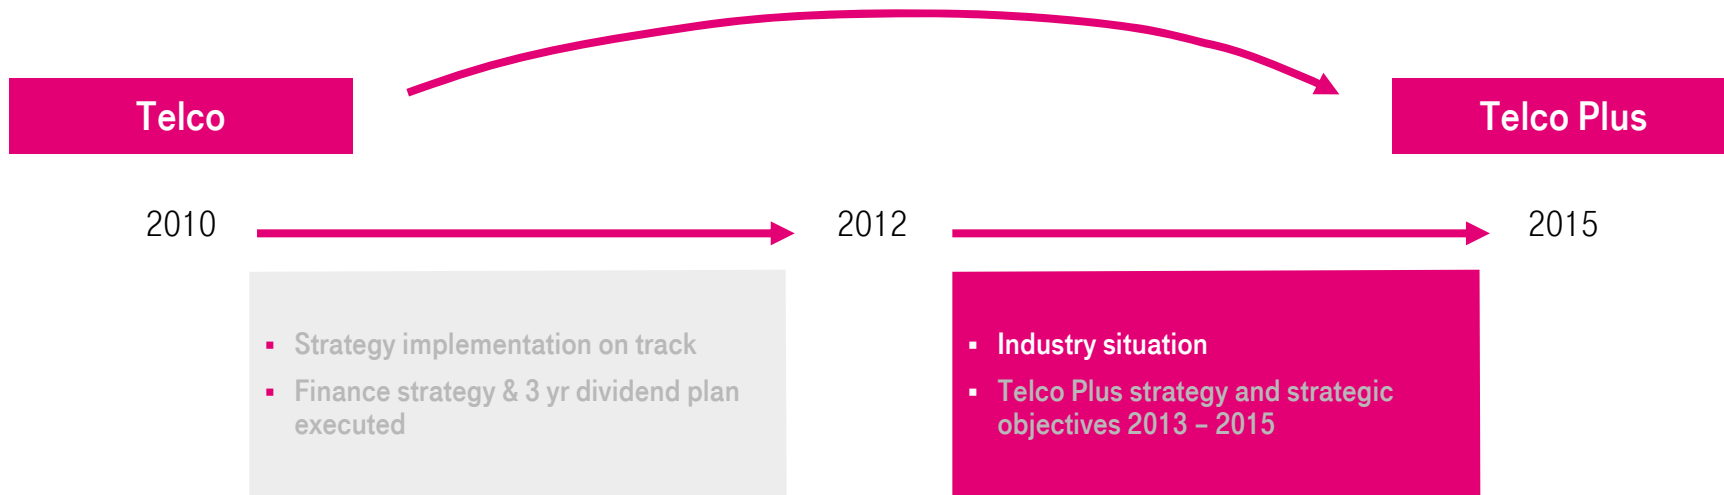 Telco
Telco Plus
2010
2012
2015
▪ Strategy implementation on track
▪ Finance strategy & 3 yr dividend plan
executed
▪ Industry situation
▪ Telco Plus strategy and strategic
objectives 2013 – 2015